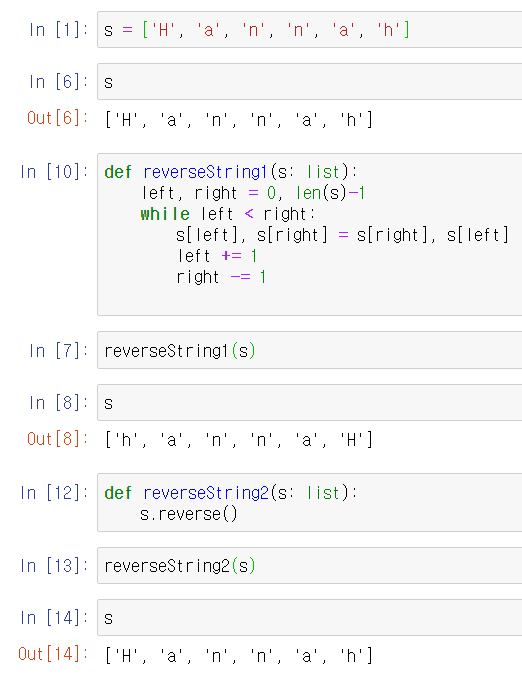 In [1]: s = ['H', 'a', 'n', 'n', 'a', 'h']
In [6]: s
Out[6]: ['H', 'a', 'n', 'n', 'a', 'h']
In [10]: def reverseString1(s: list):
    left, right = 0, len(s)-1
    while left < right:
        s[left], s[right] = s[right], s[left]
        left += 1
        right -= 1
In [7]: reverseString1(s)
In [8]: s
Out[8]: ['h', 'a', 'n', 'n', 'a', 'H']
In [12]: def reverseString2(s: list):
    s.reverse()
In [13]: reverseString2(s)
In [14]: s
Out[14]: ['H', 'a', 'n', 'n', 'a', 'h']